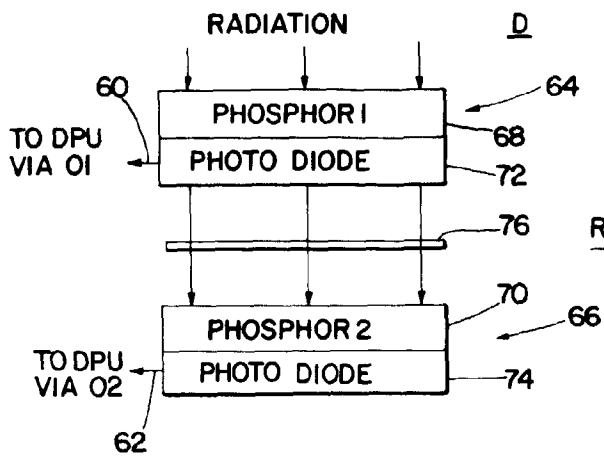 RADIATION
D
60
64
PHOSPHOR 1
68
TO DPU
VIA 01
PHOTO DIODE
72
76
R
70
PHOSPHOR 2
66
TO DPU
VIA 02
PHOTO DIODE
74
62